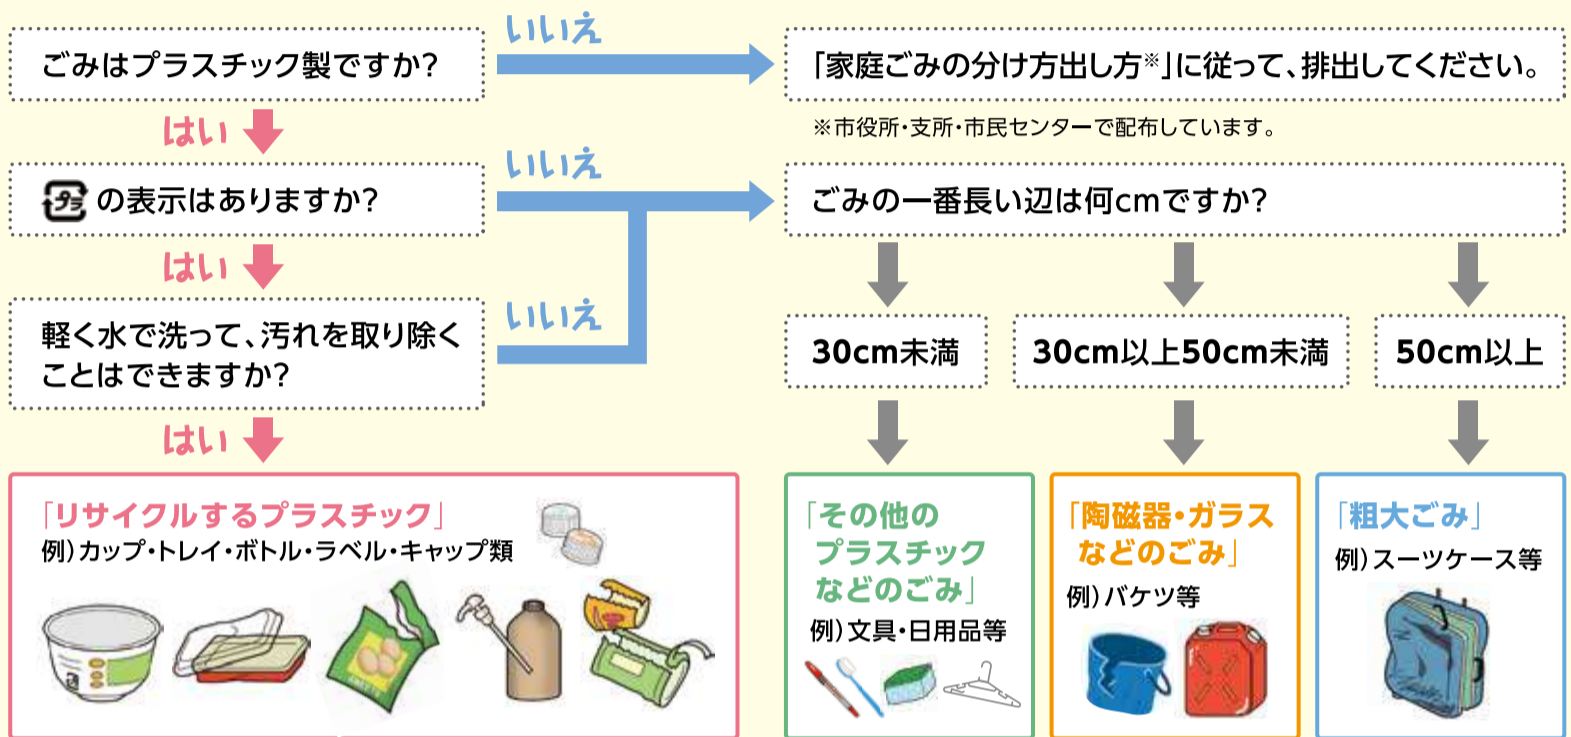 ごみはプラスチック製ですか?
いいえ
「家庭ごみの分け方出し方※」に従って、排出してください。
※市役所・支所・市民センターで配布しています。
はい
プラ の表示はありますか?
いいえ
ごみの一番長い辺は何cmですか?
はい
軽く水で洗って、汚れを取り除く
ことはできますか?
いいえ
30cm未満
30cm以上50cm未満
50cm以上
はい
「リサイクルするプラスチック」
例)カップ・トレイ・ボトル・ラベル・キャップ類
「その他の
プラスチック
などのごみ」
例)文具・日用品等
「陶磁器・ガラス
などのごみ」
例)バケツ等
「粗大ごみ」
例)スーツケース等